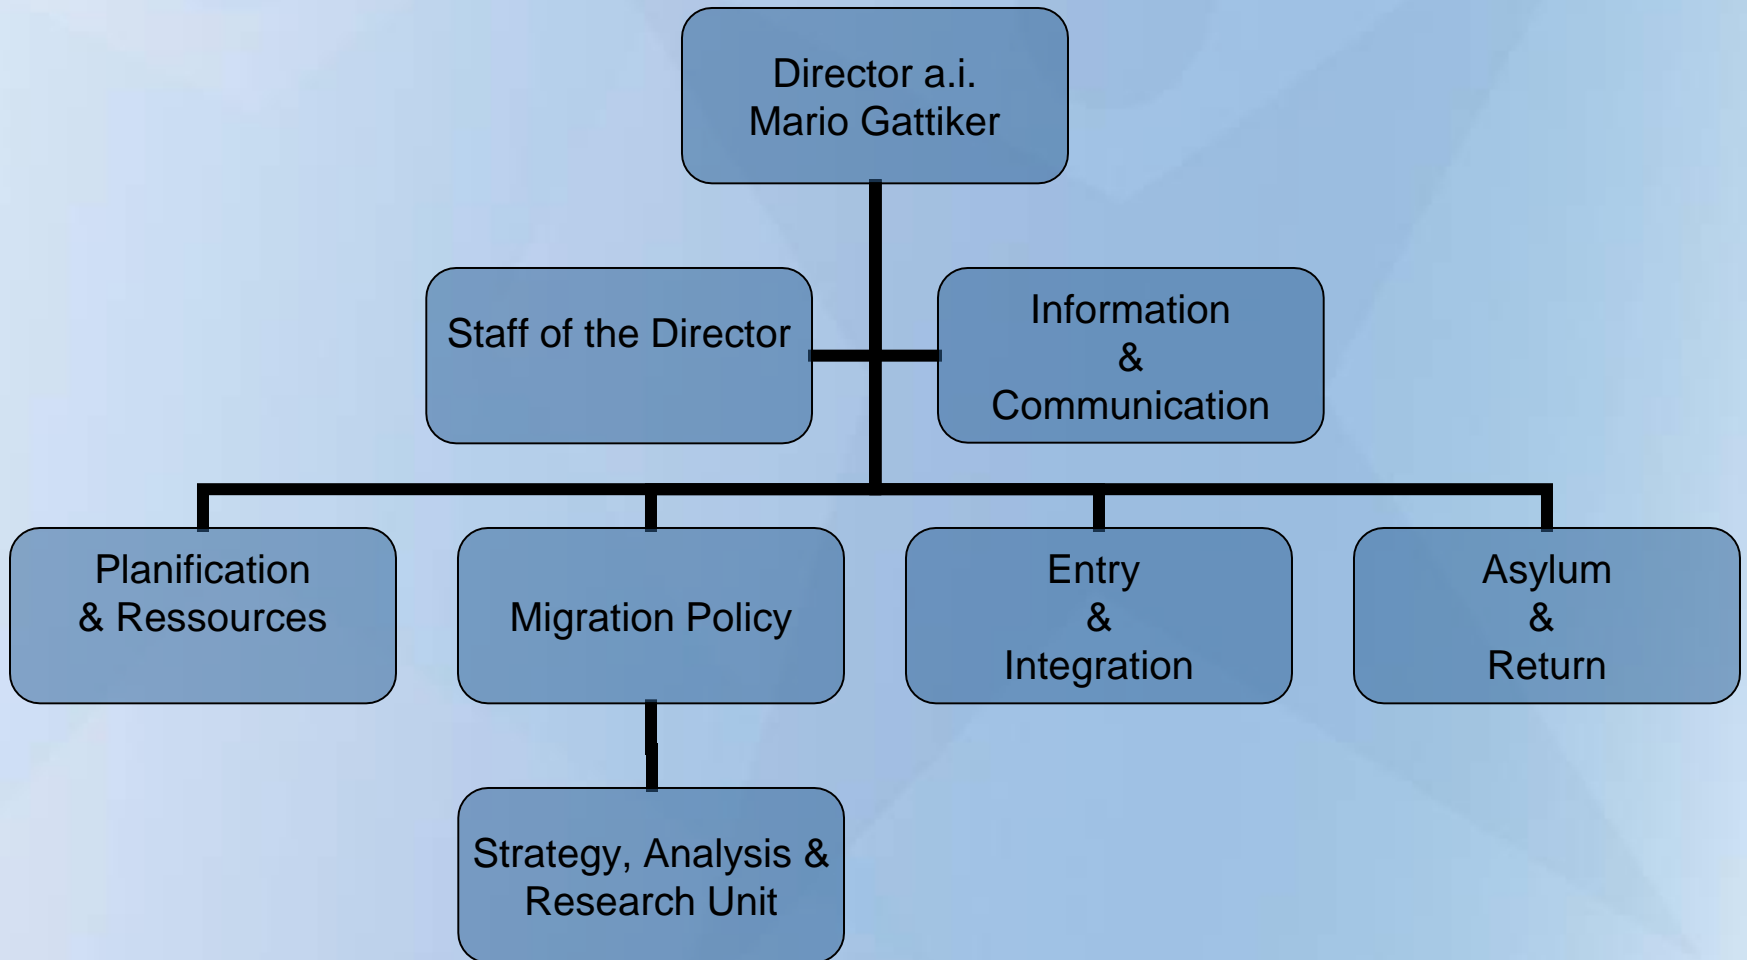 Director a.i.
Mario Gattiker
Staff of the Director
Information
&
Communication
Planification
& Ressources
Migration Policy
Entry
&
Integration
Asylum
&
Return
Strategy, Analysis &
Research Unit